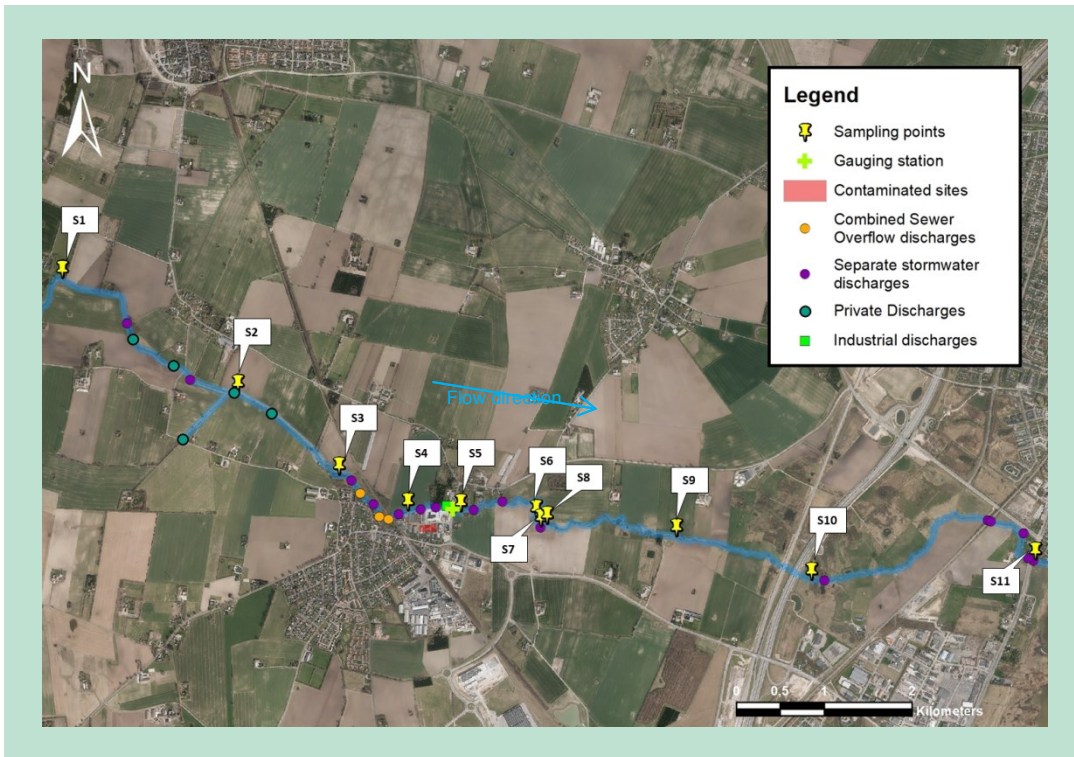 N
Legend
Sampling points
Gauging station
Contaminated sites
Combined Sewer
Overflow discharges
Separate stormwater
discharges
Private Discharges
Industrial discharges
S1
S2
Flow direction
S3
S4
S5
S6
S8
S9
S7
S10
S11
0 0,5 1 2
Kilometers